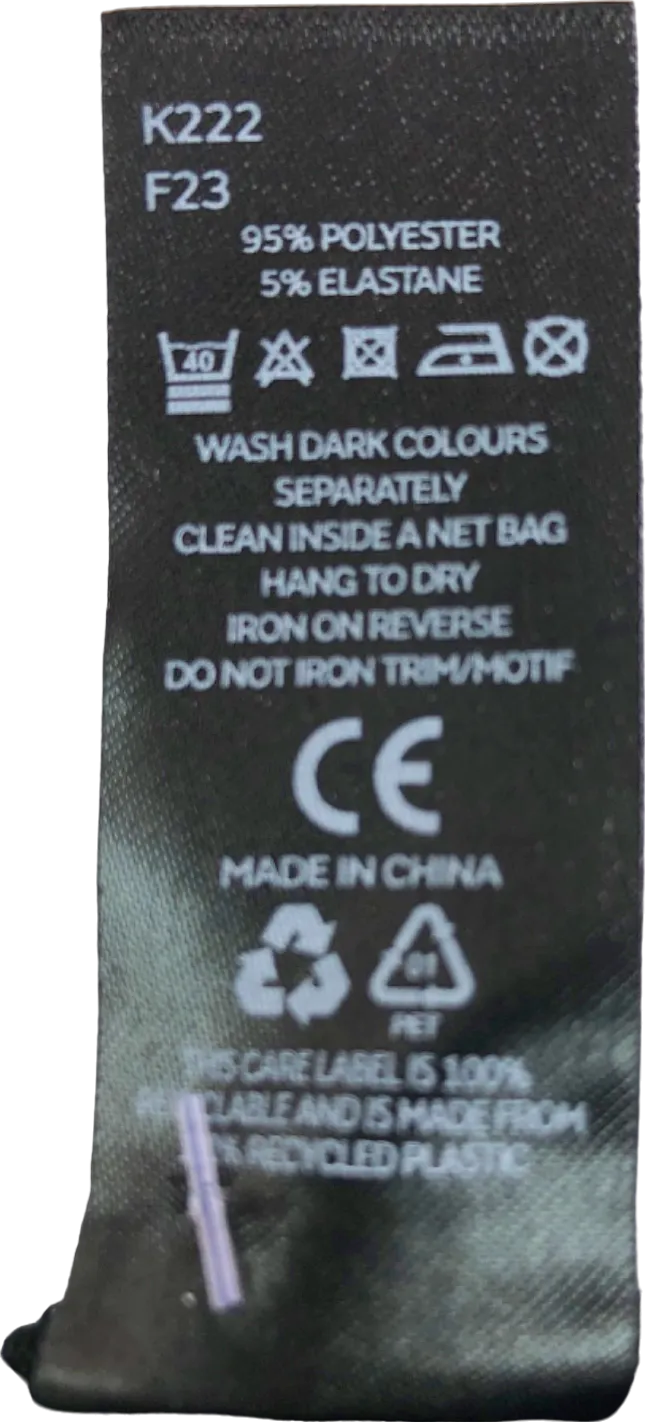 K222
F23
95% POLYESTER
5% ELASTANE
40
WASH DARK COLOURS
SEPARATELY
CLEAN INSIDE A NET BAG
HANG TO DRY
IRON ON REVERSE
DO NOT IRON TRIM/MOTIF
CE
MADE IN CHINA
01
PET
THIS CARE LABEL IS 100%
AND IS MADE FROM
RECYCLED PLASTIC